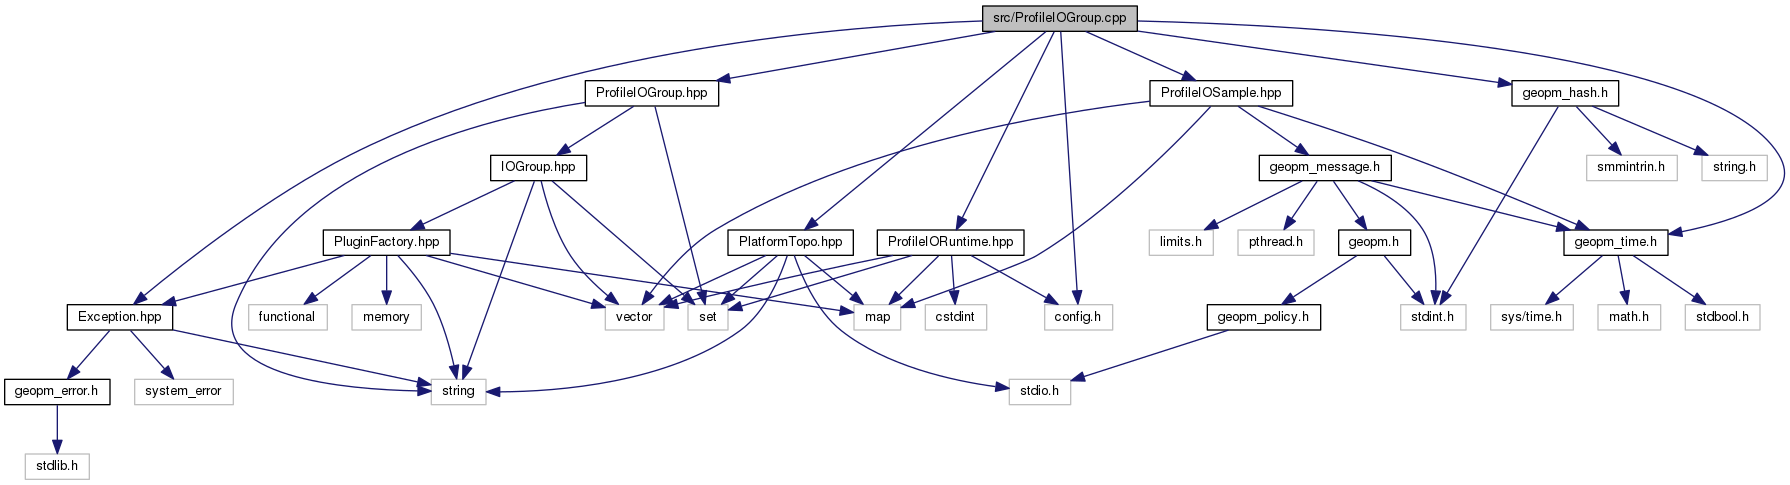 src/ProfileIOGroup.cpp
ProfileIOGroup.hpp
ProfileIOSample.hpp
geopm_hash.h
IOGroup.hpp
geopm_message.h
smmintrin.h
string.h
PluginFactory.hpp
PlatformTopo.hpp
ProfileIORuntime.hpp
limits.h
pthread.h
geopm.h
geopm_time.h
Exception.hpp
functional
memory
vector
set
map
cstdint
config.h
geopm_policy.h
stdint.h
sys/time.h
math.h
stdbool.h
geopm_error.h
system_error
string
stdio.h
stdlib.h